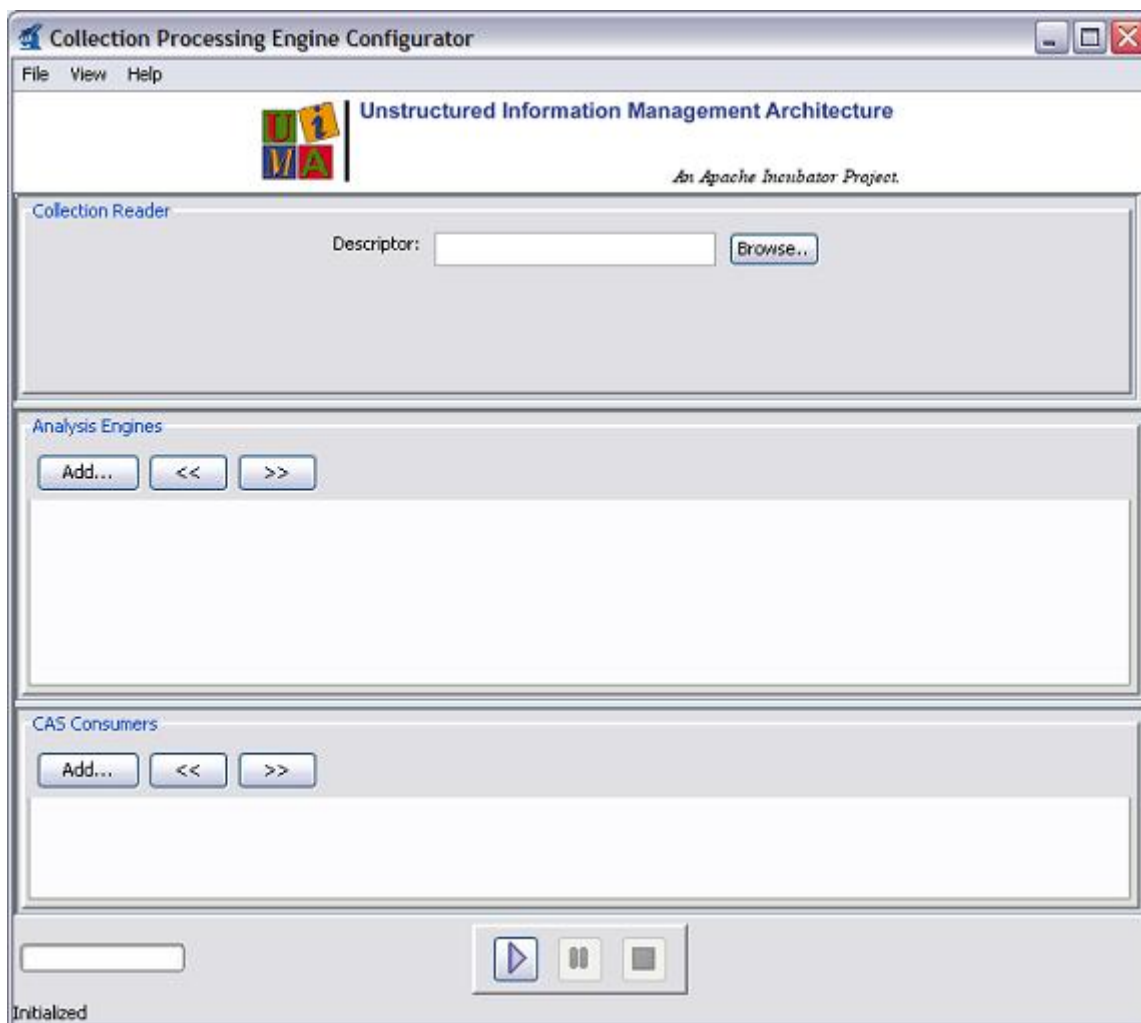 Collection Processing Engine Configurator
File View Help
UiMA
Unstructured Information Management Architecture
An Apache Incubator Project.
Collection Reader
Descriptor: Browse..
Analysis Engines
Add... << >>
CAS Consumers
Add... << >>
Initialized